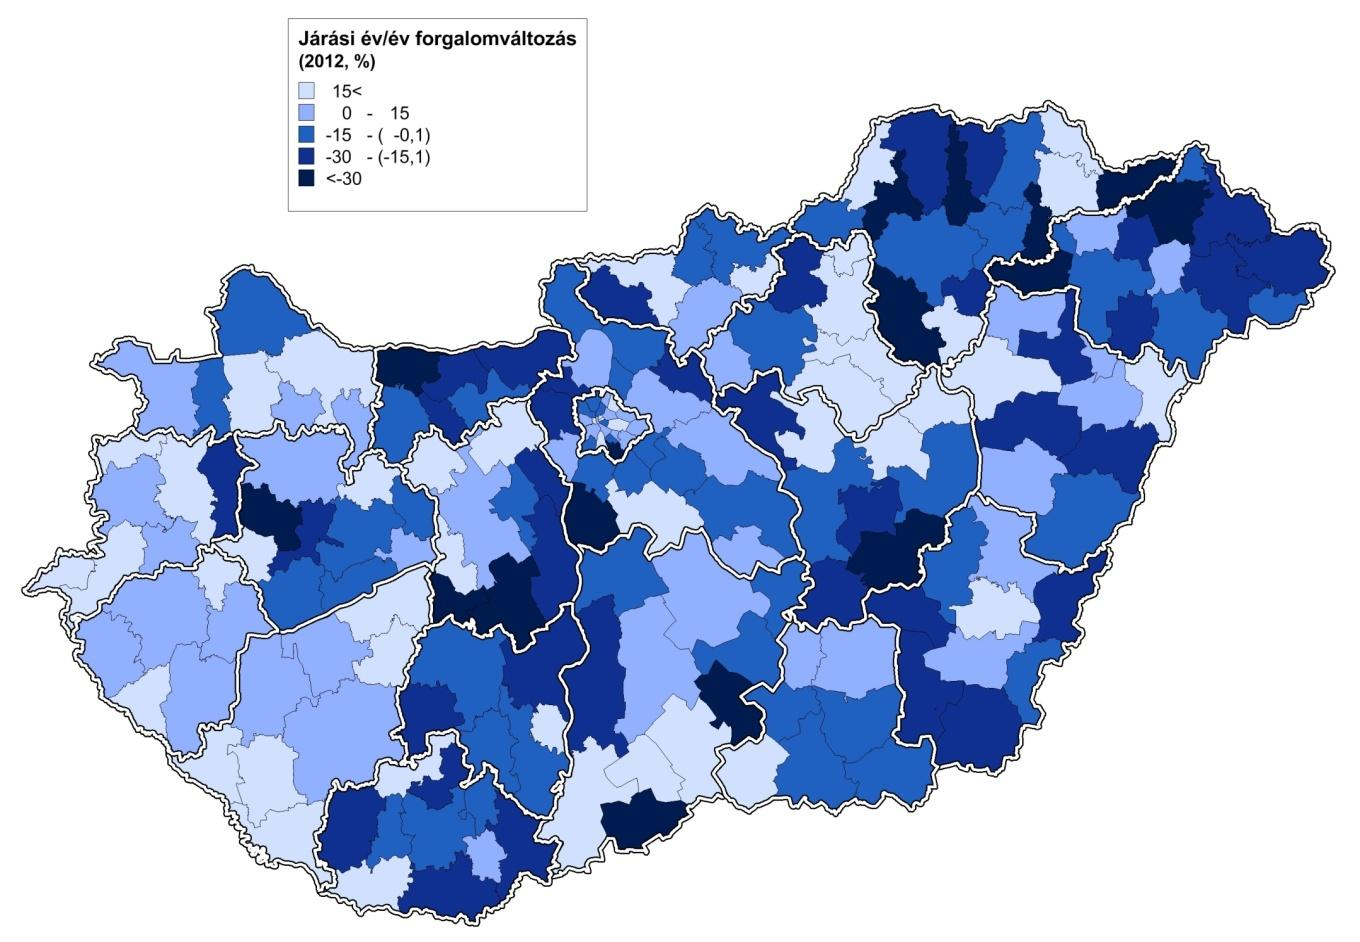 Járási év/év forgalomváltozás
(2012, %)
15<
0 - 15
-15 - ( -0,1)
-30 - (-15,1)
<-30